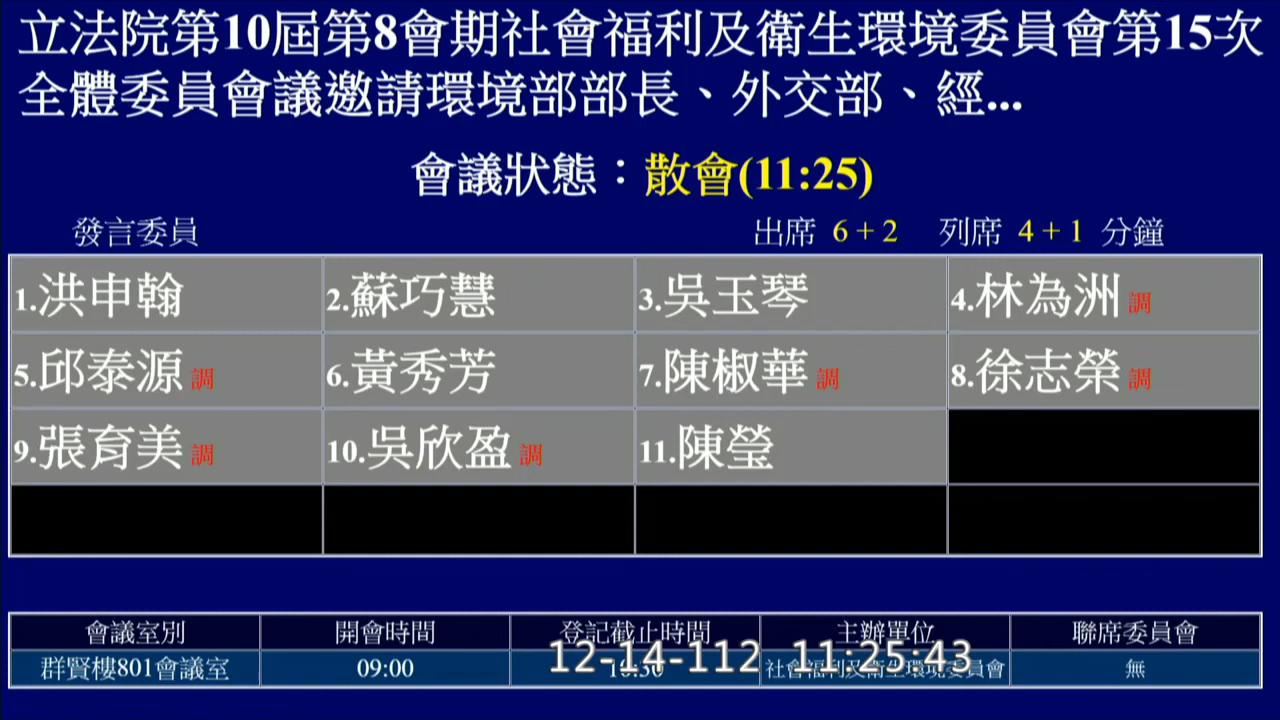 立法院第10屆第8會期社會福利及衛生環境委員會第15次
全體委員會議邀請環境部部長、外交部、經...
會議狀態：散會(11:25)
發言委員 出席 6 + 2 列席 4 + 1 分鐘
1.洪申翰 2.蘇巧慧 3.吳玉琴 4.林為洲 調
5.邱泰源 調 6.黃秀芳 7.陳椒華 調 8.徐志榮 調
9.張育美 調 10.吳欣盈 調 11.陳瑩
會議室別 開會時間 登記截止時間 主辦單位 聯席委員會
12-14-112 11:25:43
群賢樓801會議室 09:00 10:30 社會福利及衛生環境委員會 無